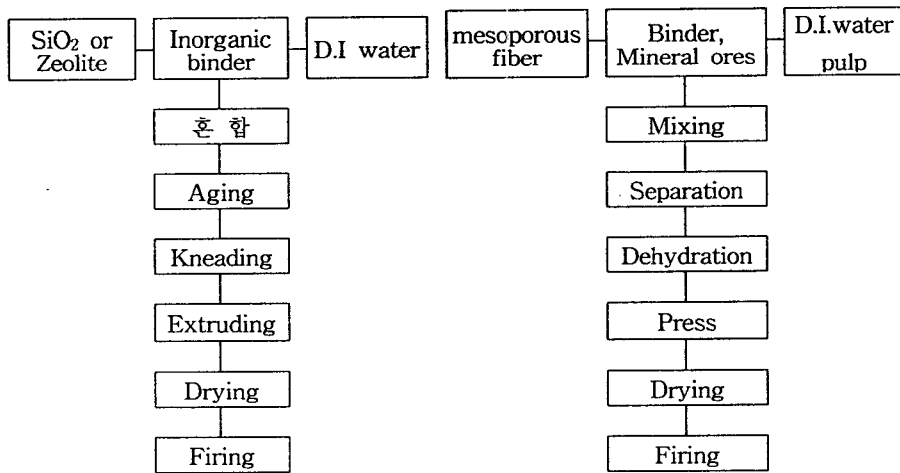 SiO₂ or
Zeolite
Inorganic
binder
D.I water
혼 합
Aging
Kneading
Extruding
Drying
Firing
mesoporous
fiber
Binder,
Mineral ores
D.I.water
pulp
Mixing
Separation
Dehydration
Press
Drying
Firing